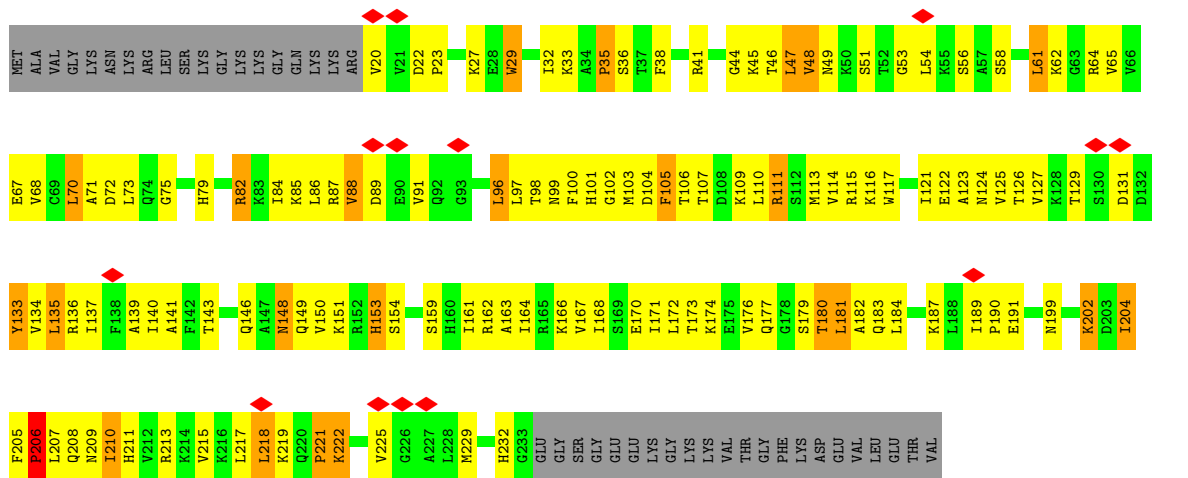 MET ALA VAL GLY LYS ASN LYS ARG LEU SER LYS GLY LYS LYS GLY GLN LYS LYS ARG V20 V21 D22 P23 K27 E28 W29 I32 K33 A34 P35 S36 T37 F38 R41 G44 K45 T46 L47 V48 N49 K50 S51 T52 G53 L54 K55 S56 A57 S58 L61 K62 G63 R64 V65 V66
E67 V68 C69 L70 A71 D72 L73 Q74 G75 H79 R82 K83 I84 K85 L86 R87 V88 D89 E90 V91 Q92 G93 L96 L97 T98 N99 F100 H101 G102 M103 D104 F105 T106 T107 D108 K109 L110 R111 S112 M113 V114 R115 K116 W117 I121 E122 A123 N124 V125 T126 V127 K128 T129 S130 D131 D132
Y133 V134 L135 R136 I137 F138 A139 I140 A141 F142 T143 Q146 A147 N148 Q149 V150 K151 R152 H153 S154 S159 H160 I161 R162 A163 I164 R165 K166 V167 I168 S169 E170 I171 L172 T173 K174 E175 V176 Q177 G178 S179 T180 L181 A182 Q183 L184 K187 L188 I189 P190 E191 N199 K202 D203 I204
F205 P206 L207 Q208 N209 I210 H211 V212 R213 K214 V215 K216 L217 L218 K219 Q220 P221 K222 V225 G226 A227 L228 M229 H232 G233 GLU GLY SER GLY GLU GLU LYS GLY LYS LYS VAL THR GLY PHE LYS ASP GLU VAL LEU GLU THR VAL